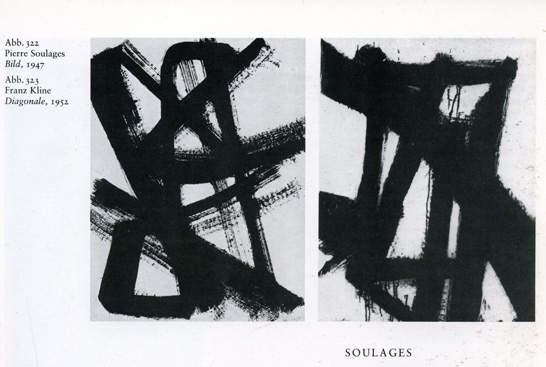 Abb. 322
Pierre Soulages
Bild, 1947
Abb. 323
Franz Kline
Diagonale, 1952
SOULAGES